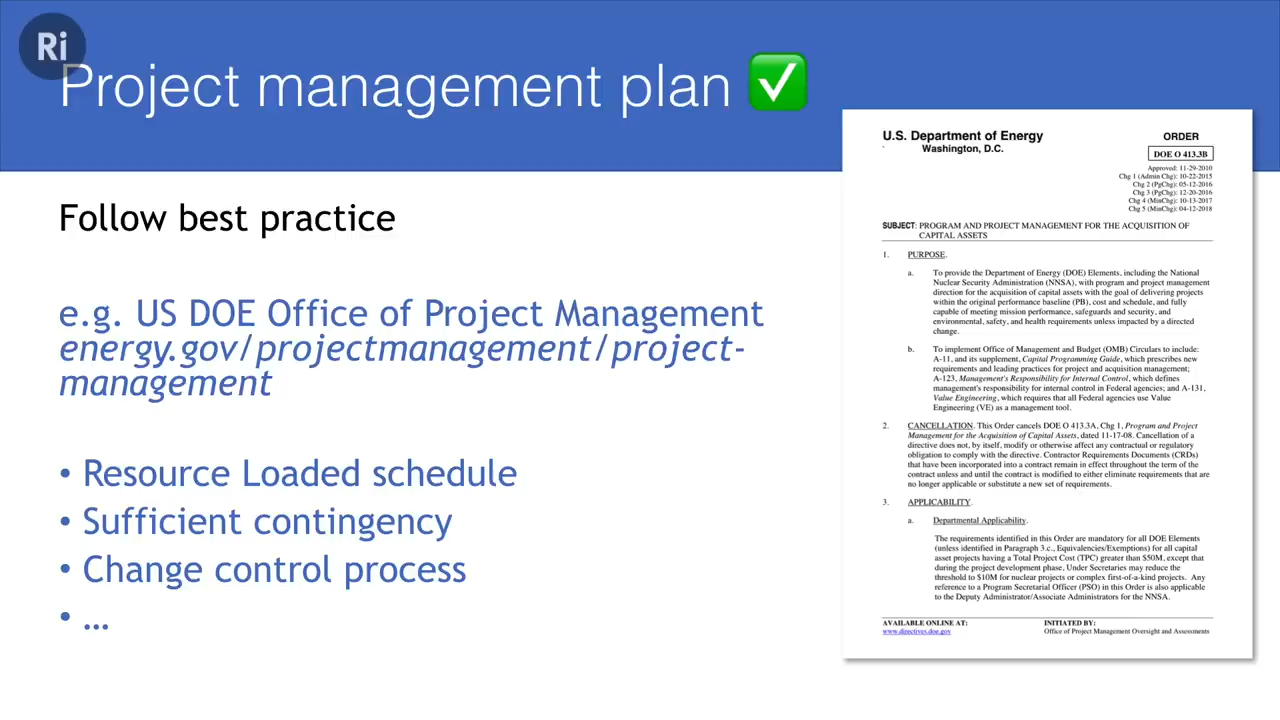 Ri
Project management plan ✅
Follow best practice
e.g. US DOE Office of Project Management
energy.gov/projectmanagement/project-
management
• Resource Loaded schedule
• Sufficient contingency
• Change control process
• …
U.S. Department of Energy
Washington, D.C.
ORDER
DOE O 413.3B
Approved: 11-29-2010
Chg 1 (Admin Chg): 10-22-2015
Chg 2 (PgChg): 05-12-2016
Chg 3 (PgChg): 12-20-2016
Chg 4 (MinChg): 10-13-2017
Chg 5 (MinChg): 04-12-2018
SUBJECT: PROGRAM AND PROJECT MANAGEMENT FOR THE ACQUISITION OF
CAPITAL ASSETS
1. PURPOSE.
a. To provide the Department of Energy (DOE) Elements, including the National
Nuclear Security Administration (NNSA), with program and project management
direction for the acquisition of capital assets with the goal of delivering projects
within the original performance baseline (PB), cost and schedule, and fully
capable of meeting mission performance, safeguards and security, and
environmental, safety, and health requirements unless impacted by a directed
change.
b. To implement Office of Management and Budget (OMB) Circulars to include:
A-11, and its supplement, Capital Programming Guide, which prescribes new
requirements and leading practices for project and acquisition management;
A-123, Management's Responsibility for Internal Control, which defines
management's responsibility for internal control in Federal agencies; and A-131,
Value Engineering, which requires that all Federal agencies use Value
Engineering (VE) as a management tool.
2. CANCELLATION. This Order cancels DOE O 413.3A, Chg 1, Program and Project
Management for the Acquisition of Capital Assets, dated 11-17-08. Cancellation of a
directive does not, by itself, modify or otherwise affect any contractual or regulatory
obligation to comply with the directive. Contractor Requirements Documents (CRDs)
that have been incorporated into a contract remain in effect throughout the term of the
contract unless and until the contract is modified to either eliminate requirements that are
no longer applicable or substitute a new set of requirements.
3. APPLICABILITY.
a. Departmental Applicability.
The requirements identified in this Order are mandatory for all DOE Elements
(unless identified in Paragraph 3.c., Equivalencies/Exemptions) for all capital
asset projects having a Total Project Cost (TPC) greater than $50M, except that
during the project development phase, Under Secretaries may reduce the
threshold to $10M for nuclear projects or complex first-of-a-kind projects. Any
reference to a Program Secretarial Officer (PSO) in this Order is also applicable
to the Deputy Administrator/Associate Administrators for the NNSA.
AVAILABLE ONLINE AT:
www.directives.doe.gov
INITIATED BY:
Office of Project Management Oversight and Assessments